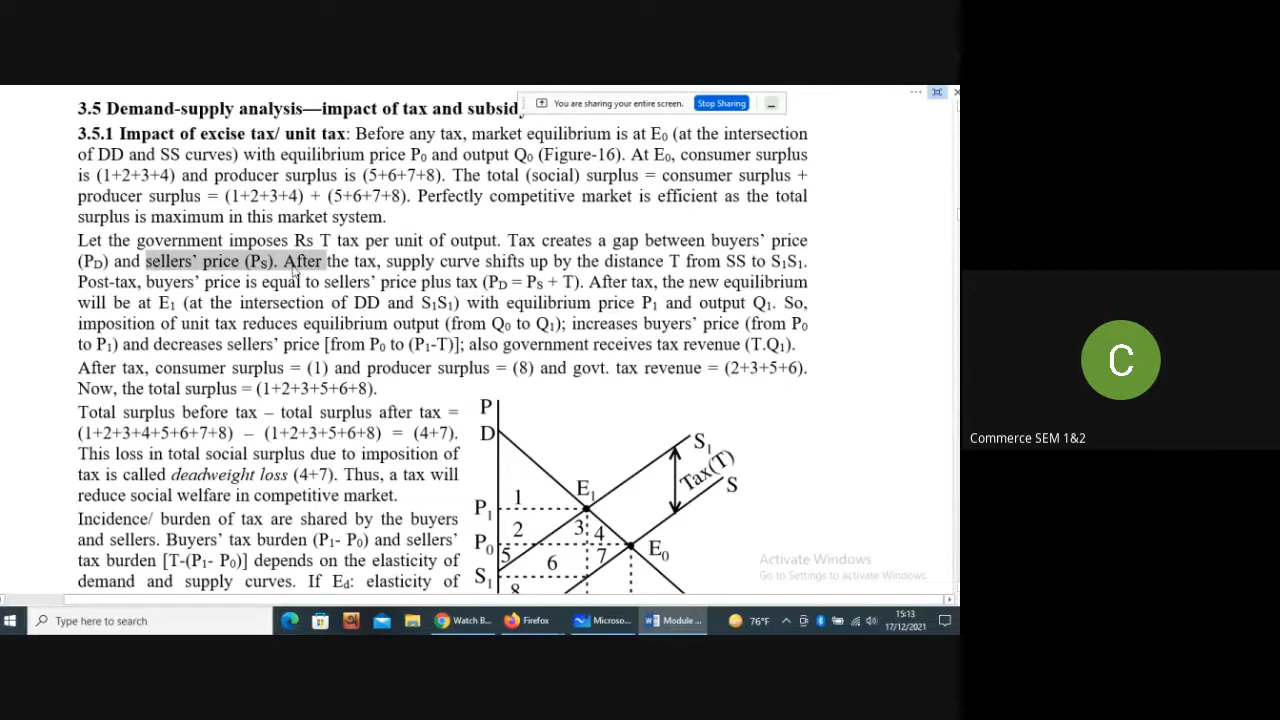 3.5 Demand-supply analysis—impact of tax and subsidy
You are sharing your entire screen. Stop Sharing
3.5.1 Impact of excise tax/ unit tax: Before any tax, market equilibrium is at E0 (at the intersection
of DD and SS curves) with equilibrium price P0 and output Q0 (Figure-16). At E0, consumer surplus
is (1+2+3+4) and producer surplus is (5+6+7+8). The total (social) surplus = consumer surplus +
producer surplus = (1+2+3+4) + (5+6+7+8). Perfectly competitive market is efficient as the total
surplus is maximum in this market system.
Let the government imposes Rs T tax per unit of output. Tax creates a gap between buyers’ price
(PD) and sellers’ price (PS). After the tax, supply curve shifts up by the distance T from SS to S1S1.
Post-tax, buyers’ price is equal to sellers’ price plus tax (PD = PS + T). After tax, the new equilibrium
will be at E1 (at the intersection of DD and S1S1) with equilibrium price P1 and output Q1. So,
imposition of unit tax reduces equilibrium output (from Q0 to Q1); increases buyers’ price (from P0
to P1) and decreases sellers’ price [from P0 to (P1-T)]; also government receives tax revenue (T.Q1).
After tax, consumer surplus = (1) and producer surplus = (8) and govt. tax revenue = (2+3+5+6).
Now, the total surplus = (1+2+3+5+6+8).
Total surplus before tax – total surplus after tax =
(1+2+3+4+5+6+7+8) – (1+2+3+5+6+8) = (4+7).
This loss in total social surplus due to imposition of
tax is called deadweight loss (4+7). Thus, a tax will
reduce social welfare in competitive market.
Incidence/ burden of tax are shared by the buyers
and sellers. Buyers’ tax burden (P1- P0) and sellers’
tax burden [T-(P1- P0)] depends on the elasticity of
demand and supply curves. If Ed: elasticity of
P
D
S1
Tax(T)
S
E1
1
P1
2
3
4
P0
E0
5
6
7
S1
8
Activate Windows
Go to Settings to activate Windows.
C
Commerce SEM 1&2
Type here to search
Watch B...
Firefox
Microso...
Module ...
76°F
15:13
17/12/2021